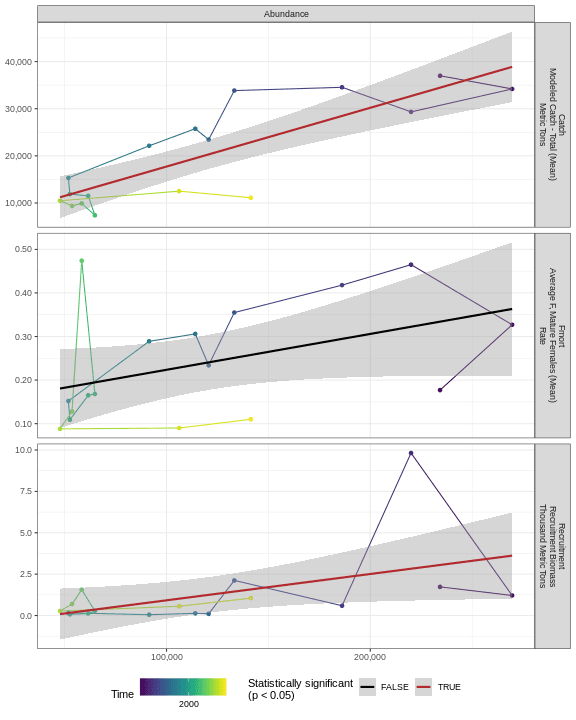 Abundance
40,000
30,000
20,000
10,000
Catch
Modeled Catch - Total (Mean)
Metric Tons
0.50
0.40
0.30
0.20
0.10
Fmort
Average F, Mature Females (Mean)
Rate
10.0
7.5
5.0
2.5
0.0
Recruitment
Recruitment Biomass
Thousand Metric Tons
100,000 200,000
Time
2000
Statistically significant
(p < 0.05)
FALSE TRUE